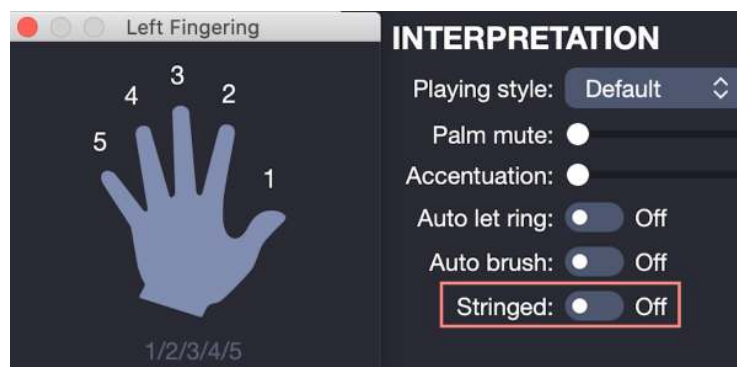 Left Fingering
3
4
2
5
1
1/2/3/4/5
INTERPRETATION
Playing style: Default
Palm mute:
Accentuation:
Auto let ring: Off
Auto brush: Off
Stringed: Off